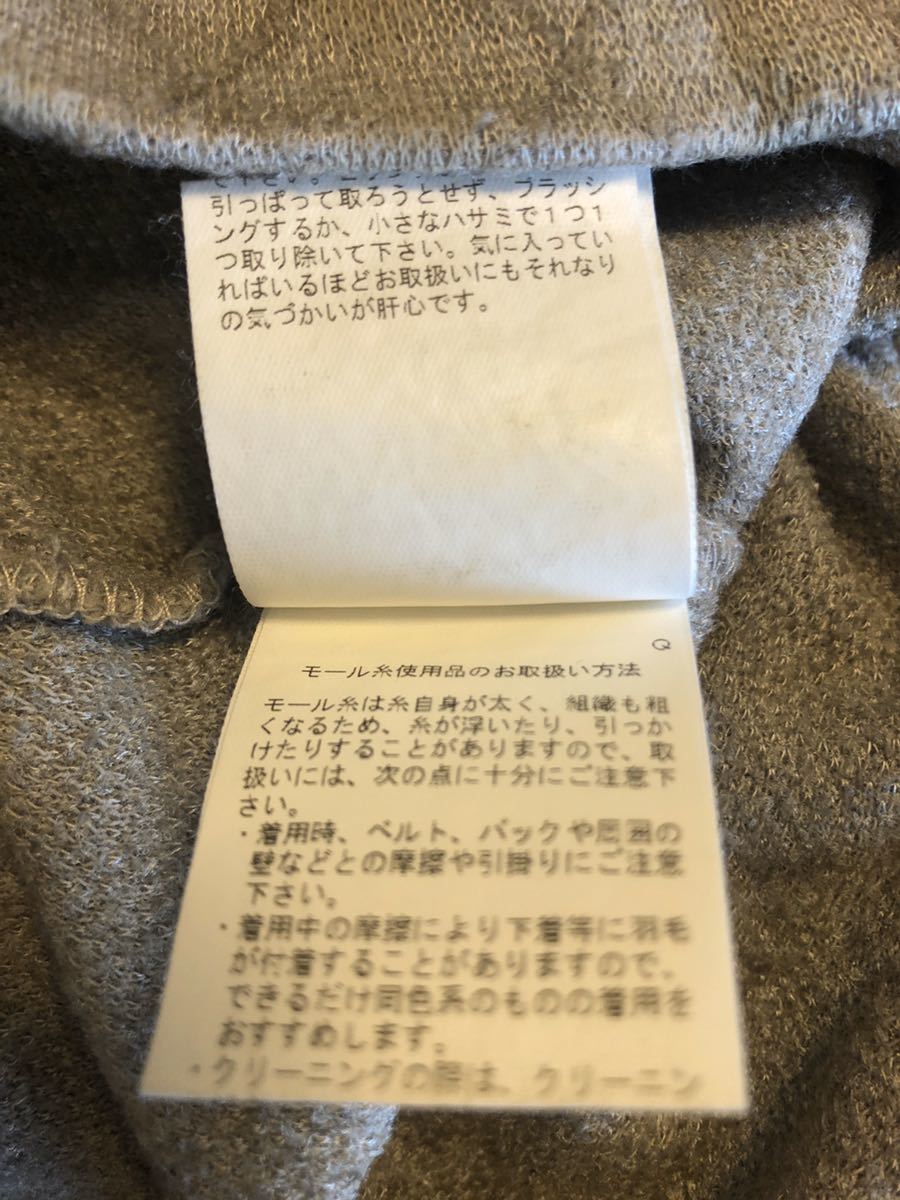 引っぱって取ろうとせず、ブラッシ
ングするか、小さなハサミで1つ1
つ取り除いて下さい。気に入ってい
ればいるほどお取扱いにもそれなり
の気づかいが肝心です。
Q
モール糸使用品のお取扱い方法
モール糸は糸自身が太く、組織も粗
くなるため、糸が浮いたり、引っか
けたりすることがありますので、取
扱いには、次の点に十分にご注意下
さい。
・着用時、ベルト、バックや周囲の
壁などとの摩擦や引掛りにご注意
下さい。
・着用中の摩擦により下着等に羽毛
が付着することがありますので、
できるだけ同色系のものの着用を
おすすめします。
・クリーニングの際は、クリーニン